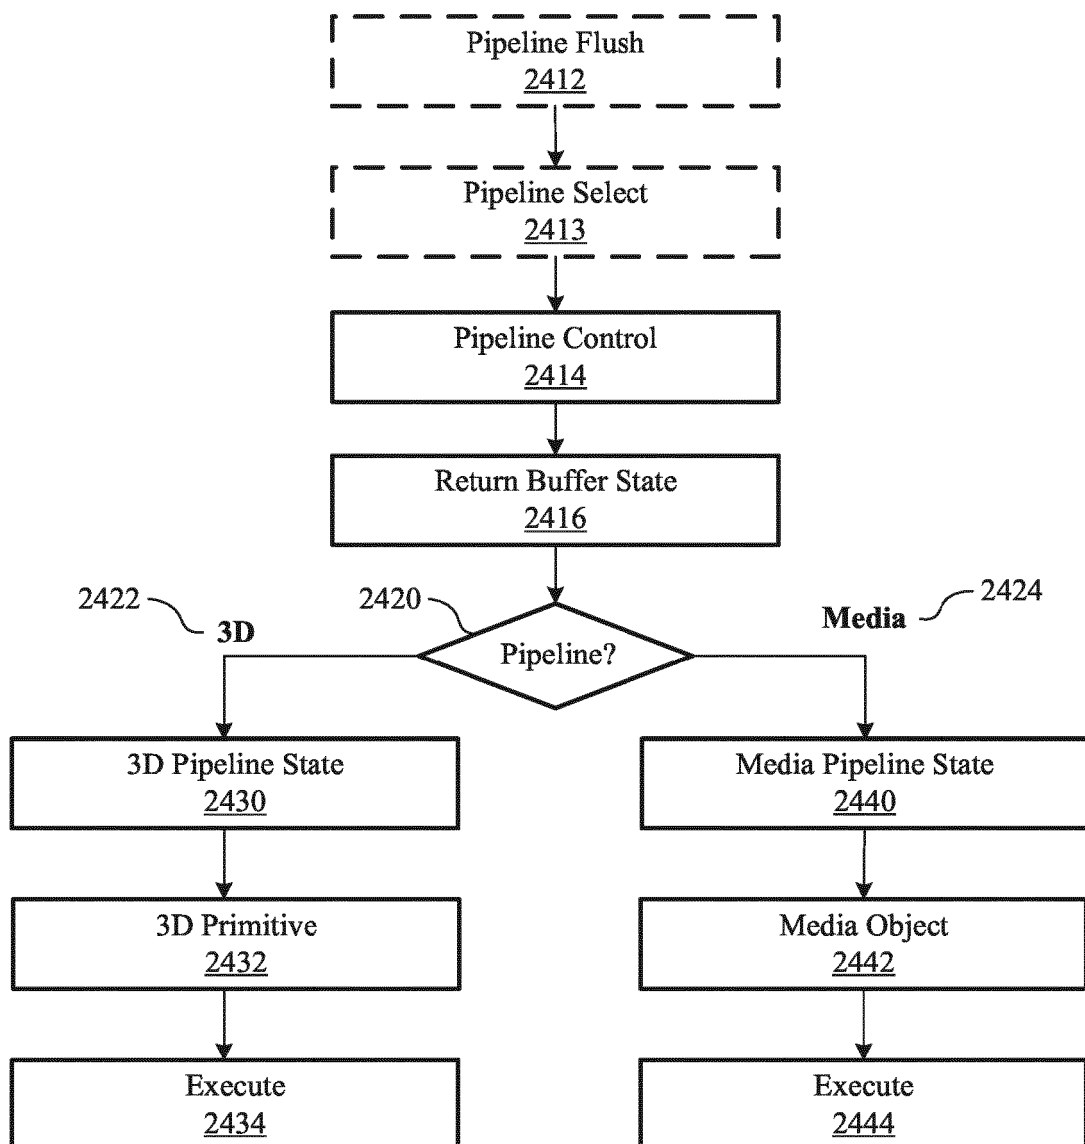 Pipeline Flush
2412
Pipeline Select
2413
Pipeline Control
2414
Return Buffer State
2416
2422
2420
2424
3D
Media
Pipeline?
3D Pipeline State
2430
Media Pipeline State
2440
3D Primitive
2432
Media Object
2442
Execute
2434
Execute
2444